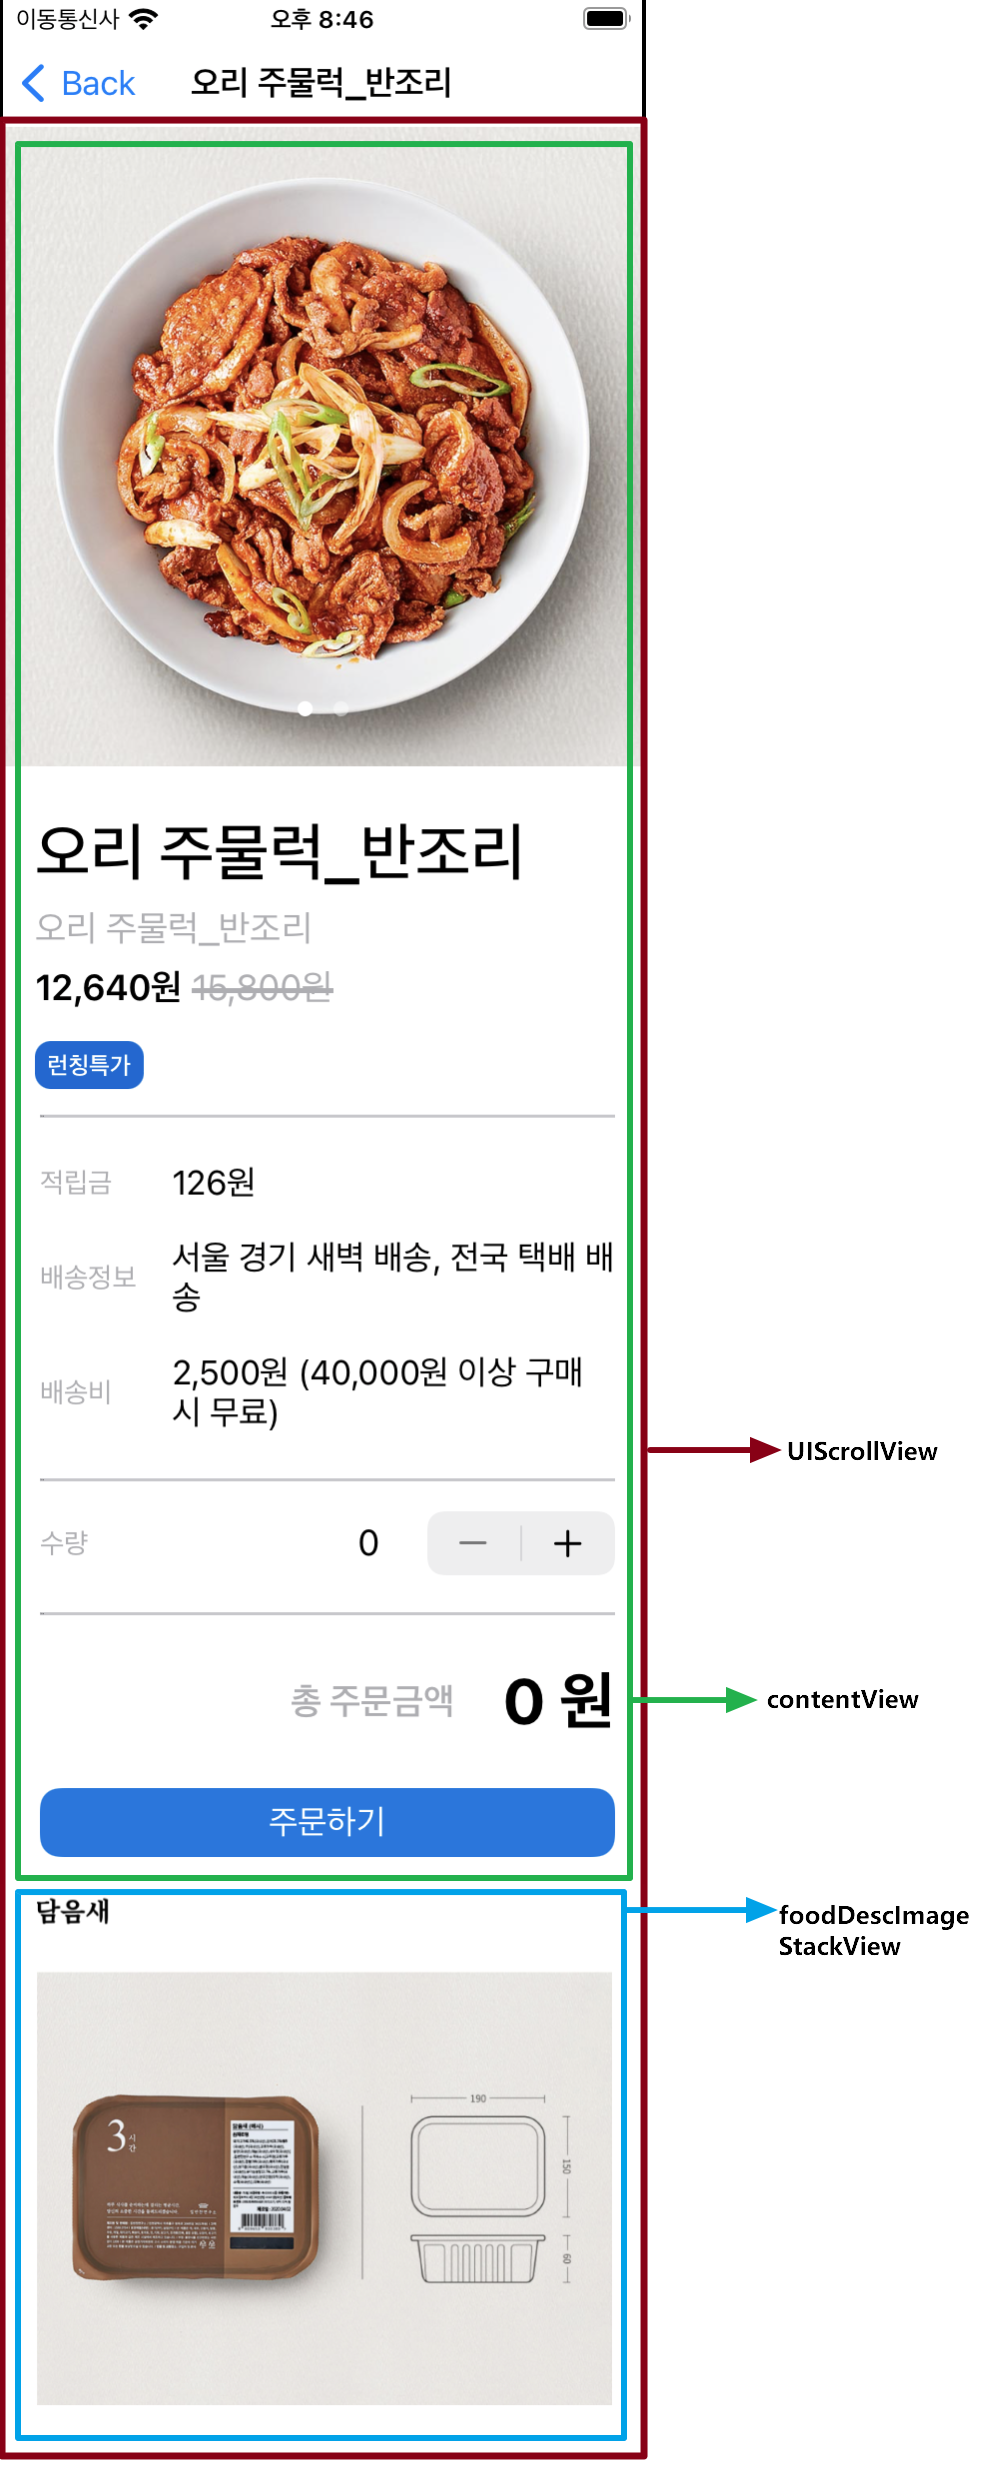 이동통신사
오후 8:46
Back
오리 주물럭_반조리
오리 주물럭_반조리
오리 주물럭_반조리
12,640원 15,800원
런칭특가
적립금
126원
배송정보
서울 경기 새벽 배송, 전국 택배 배
송
배송비
2,500원 (40,000원 이상 구매
시 무료)
UIScrollView
수량
0
총 주문금액
0 원
contentView
주문하기
담음새
foodDescImage
StackView
3
시
간
190
150
60